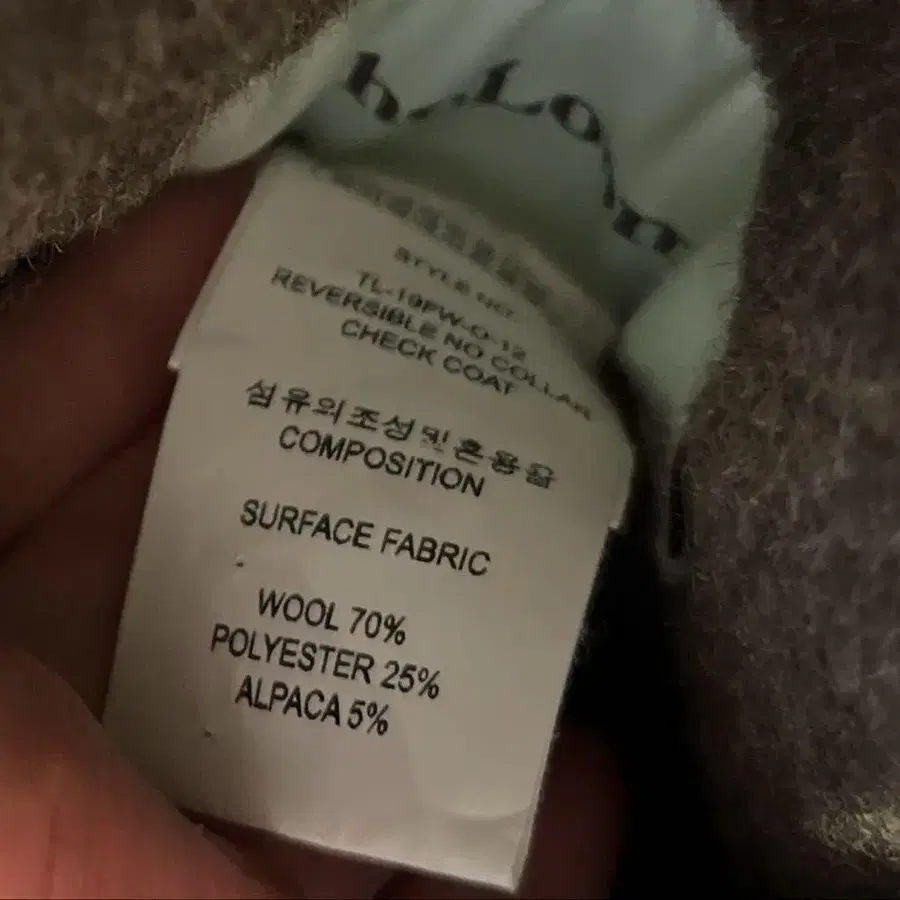 STYLE NO.
TL-19FW-O-12
REVERSIBLE NO COLLAR
CHECK COAT
섬유의조성및혼용율
COMPOSITION
SURFACE FABRIC
WOOL 70%
POLYESTER 25%
ALPACA 5%